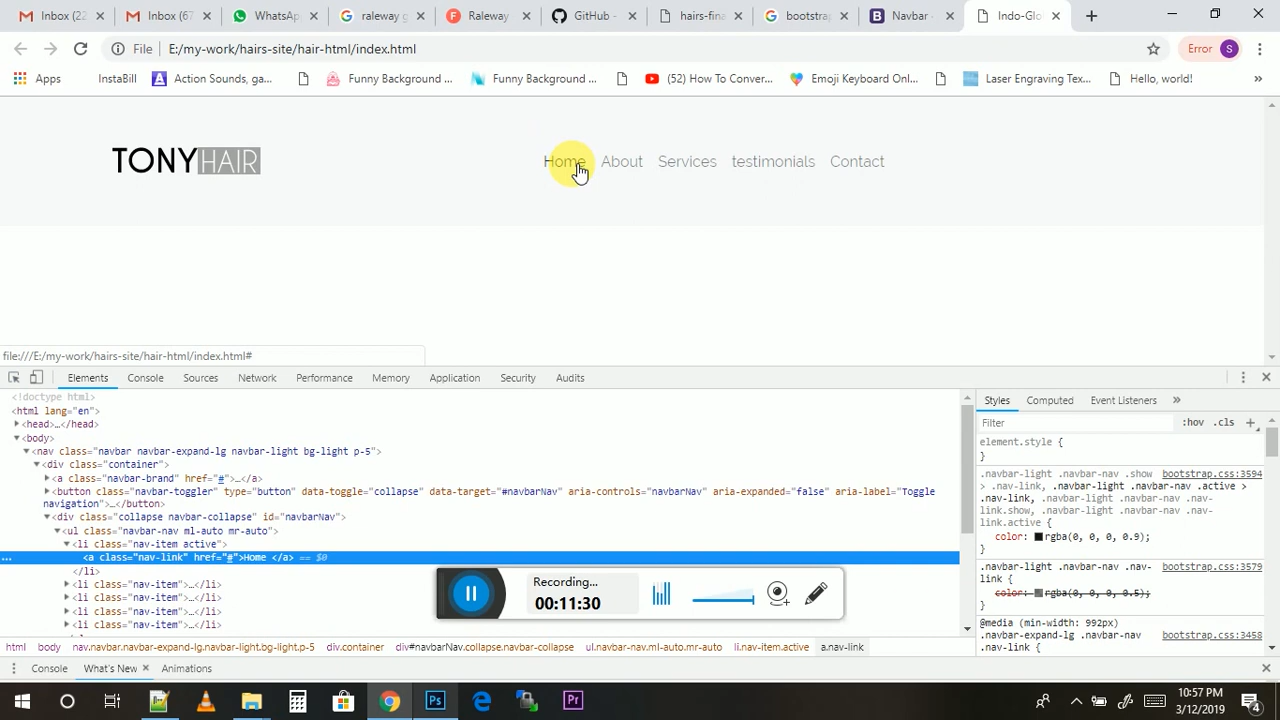 Inbox (22
Inbox (67
WhatsAp
raleway g
Raleway
GitHub -
hairs-fina
bootstrap
Navbar -
Indo-Glo
File
E:/my-work/hairs-site/hair-html/index.html
Error
S
Apps
InstaBill
Action Sounds, ga...
Funny Background ...
Funny Background ...
(52) How To Conver...
Emoji Keyboard Onl...
Laser Engraving Tex...
Hello, world!
»
TONYHAIR
Home
About
Services
testimonials
Contact
file:///E:/my-work/hairs-site/hair-html/index.html#
Elements
Console
Sources
Network
Performance
Memory
Application
Security
Audits
<!doctype html>
<html lang="en">
<head>…</head>
<body>
<nav class="navbar navbar-expand-lg navbar-light bg-light p-5">
<div class="container">
<a class="navbar-brand" href="#">…</a>
<button class="navbar-toggler" type="button" data-toggle="collapse" data-target="#navbarNav" aria-controls="navbarNav" aria-expanded="false" aria-label="Toggle
navigation">…</button>
<div class="collapse navbar-collapse" id="navbarNav">
<ul class="navbar-nav ml-auto mr-auto">
<li class="nav-item active">
... <a class="nav-link" href="#">Home </a> == $0
</li>
<li class="nav-item">…</li>
<li class="nav-item">…</li>
<li class="nav-item">…</li>
<li class="nav-item">…</li>
Styles
Computed
Event Listeners
»
Filter
:hov .cls +
element.style {
}
.navbar-light .navbar-nav .show bootstrap.css:3594
> .nav-link, .navbar-light .navbar-nav .active >
.nav-link, .navbar-light .navbar-nav .nav-
link.show, .navbar-light .navbar-nav .nav-
link.active {
color: rgba(0, 0, 0, 0.9);
}
.navbar-light .navbar-nav .nav- bootstrap.css:3579
link {
color: rgba(0, 0, 0, 0.5);
}
@media (min-width: 992px)
.navbar-expand-lg .navbar-nav bootstrap.css:3458
.nav-link {
Recording...
00:11:30
html
body
nav.navbar.navbar-expand-lg.navbar-light.bg-light.p-5
div.container
div#navbarNav.collapse.navbar-collapse
ul.navbar-nav.ml-auto.mr-auto
li.nav-item.active
a.nav-link
Console
What's New
Animations
Ps
Pr
10:57 PM
3/12/2019
4